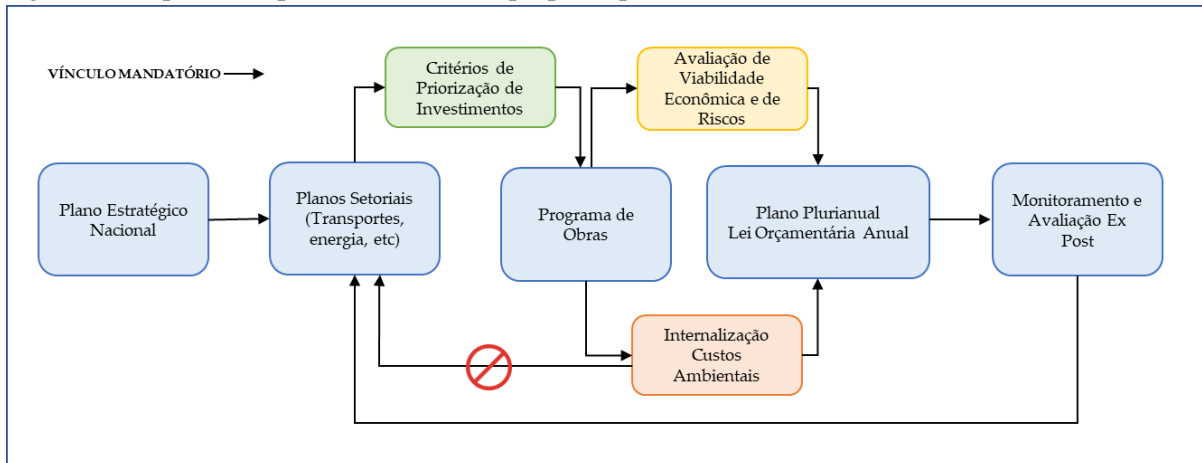 VÍNCULO MANDATÓRIO
Critérios de
Priorização de
Investimentos
Avaliação de
Viabilidade
Econômica e de
Riscos
Plano Estratégico
Nacional
Planos Setoriais
(Transportes,
energia, etc)
Programa de
Obras
Plano Plurianual
Lei Orçamentária Anual
Monitoramento e
Avaliação Ex
Post
Internalização
Custos
Ambientais